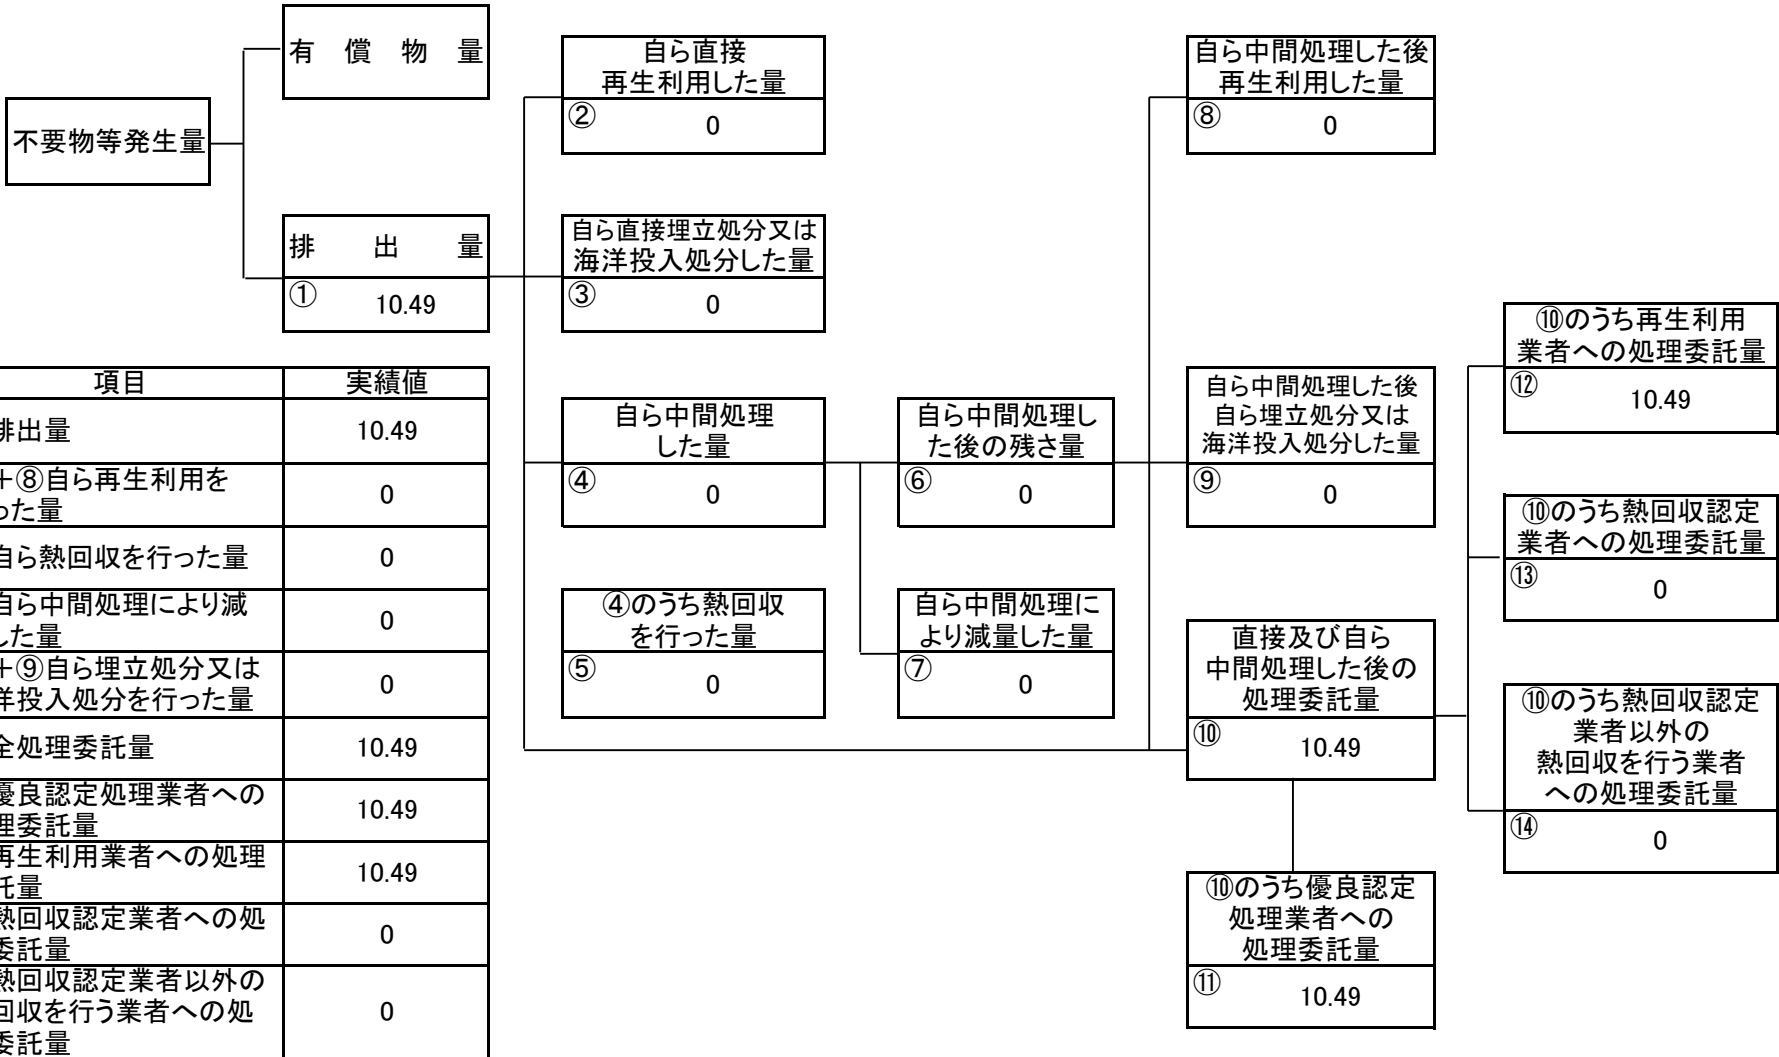 不要物等発生量
有償物量
排出量
① 10.49
自ら直接
再生利用した量
② 0
自ら直接埋立処分又は
海洋投入処分した量
③ 0
自ら中間処理
した量
④ 0
④のうち熱回収
を行った量
⑤ 0
自ら中間処理し
た後の残さ量
⑥ 0
自ら中間処理に
より減量した量
⑦ 0
自ら中間処理した後
再生利用した量
⑧ 0
自ら中間処理した後
自ら埋立処分又は
海洋投入処分した量
⑨ 0
直接及び自ら
中間処理した後の
処理委託量
⑩ 10.49
⑩のうち優良認定
処理業者への
処理委託量
⑪ 10.49
⑩のうち再生利用
業者への処理委託量
⑫ 10.49
⑩のうち熱回収認定
業者への処理委託量
⑬ 0
⑩のうち熱回収認定
業者以外の
熱回収を行う業者
への処理委託量
⑭ 0
項目 実績値
排出量 10.49
+⑧自ら再生利用を
った量 0
自ら熱回収を行った量 0
自ら中間処理により減
した量 0
+⑨自ら埋立処分又は
洋投入処分を行った量 0
全処理委託量 10.49
優良認定処理業者への
理委託量 10.49
再生利用業者への処理
託量 10.49
熱回収認定業者への処
委託量 0
熱回収認定業者以外の
回収を行う業者への処
委託量 0